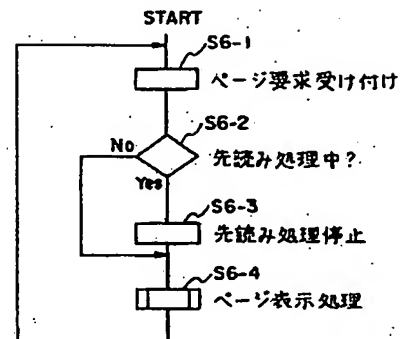 START
S6-1
ページ要求受け付け
S6-2
No
先読み処理中?
Yes
S6-3
先読み処理停止
S6-4
ページ表示処理